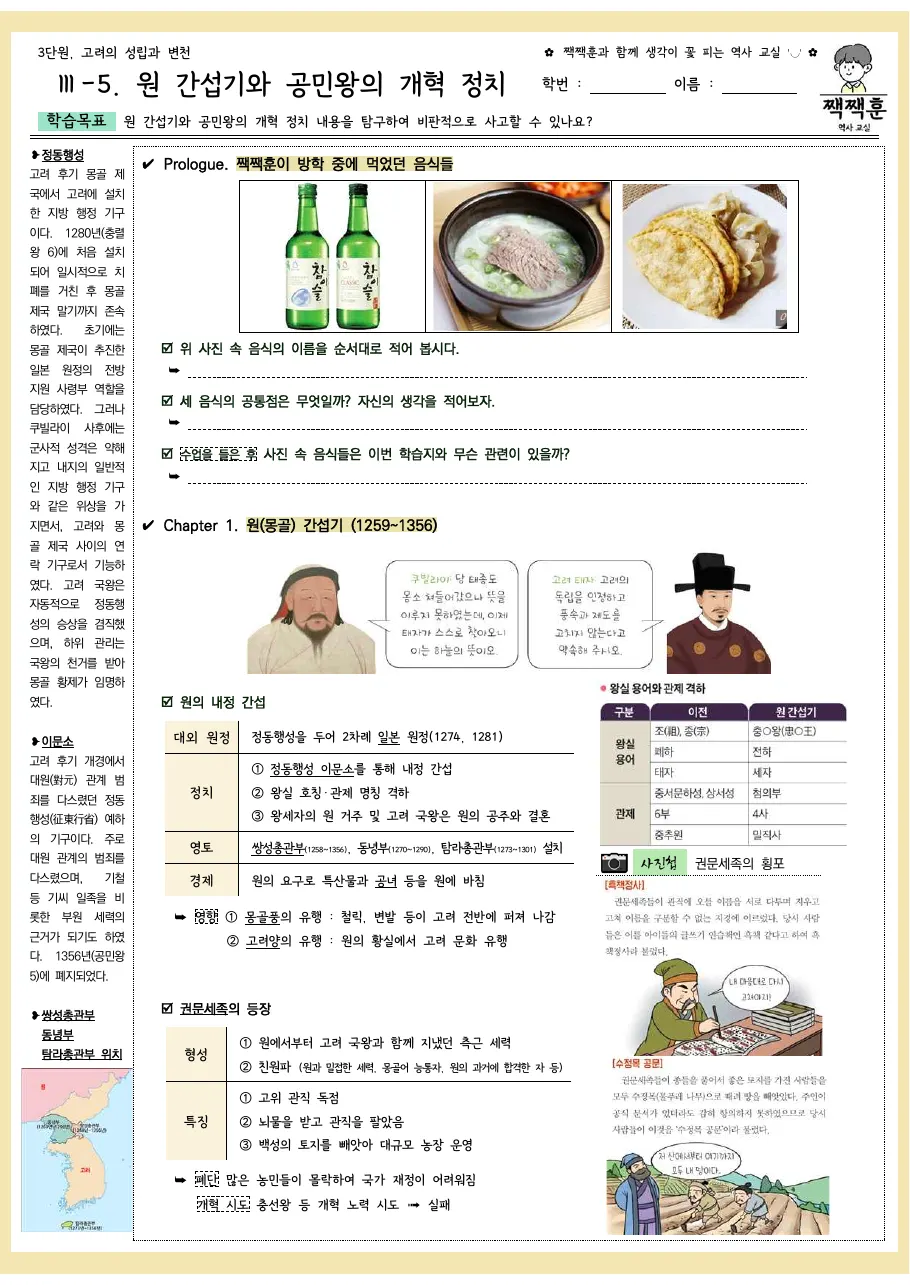 3단원. 고려의 성립과 변천
✿ 짹짹훈과 함께 생각이 꽃 피는 역사 교실 '◡' ✿
Ⅲ-5. 원 간섭기와 공민왕의 개혁 정치
학번 : 이름 :
짹짹훈
역사 교실
학습목표 원 간섭기와 공민왕의 개혁 정치 내용을 탐구하여 비판적으로 사고할 수 있나요?
❥정동행성
고려 후기 몽골 제
국에서 고려에 설치
한 지방 행정 기구
이다. 1280년(충렬
왕 6)에 처음 설치
되어 일시적으로 치
폐를 거친 후 몽골
제국 말기까지 존속
하였다. 초기에는
몽골 제국이 추진한
일본 원정의 전방
지원 사령부 역할을
담당하였다. 그러나
쿠빌라이 사후에는
군사적 성격은 약해
지고 내지의 일반적
인 지방 행정 기구
와 같은 위상을 가
지면서, 고려와 몽
골 제국 사이의 연
락 기구로서 기능하
였다. 고려 국왕은
자동적으로 정동행
성의 승상을 겸직했
으며, 하위 관리는
국왕의 천거를 받아
몽골 황제가 임명하
였다.
❥이문소
고려 후기 개경에서
대원(對元) 관계 범
죄를 다스렸던 정동
행성(征東行省) 예하
의 기구이다. 주로
대원 관계의 범죄를
다스렸으며, 기철
등 기씨 일족을 비
롯한 부원 세력의
근거가 되기도 하였
다. 1356년(공민왕
5)에 폐지되었다.
❥쌍성총관부
동녕부
탐라총관부 위치
원
동녕부
쌍성총관부
고려
탐라총관부
✔ Prologue. 짹짹훈이 방학 중에 먹었던 음식들
참이슬
참이슬
CLASSIC
☑ 위 사진 속 음식의 이름을 순서대로 적어 봅시다.
➥
☑ 세 음식의 공통점은 무엇일까? 자신의 생각을 적어보자.
➥
☑ 수업을 들은 후 사진 속 음식들은 이번 학습지와 무슨 관련이 있을까?
➥
✔ Chapter 1. 원(몽골) 간섭기 (1259~1356)
쿠빌라이: 당 태종도
몸소 쳐들어갔으나 뜻을
이루지 못하였는데, 이제
태자가 스스로 찾아오니
이는 하늘의 뜻이오.
고려 태자: 고려의
독립을 인정하고
풍속과 제도를
고치지 않는다고
약속해 주시오.
☑ 원의 내정 간섭
대외 원정 정동행성을 두어 2차례 일본 원정(1274, 1281)
정치 ① 정동행성 이문소를 통해 내정 간섭
② 왕실 호칭·관제 명칭 격하
③ 왕세자의 원 거주 및 고려 국왕은 원의 공주와 결혼
영토 쌍성총관부(1258~1356), 동녕부(1270~1290), 탐라총관부(1273~1301) 설치
경제 원의 요구로 특산물과 공녀 등을 원에 바침
➥ 영향 ① 몽골풍의 유행 : 철릭, 변발 등이 고려 전반에 퍼져 나감
② 고려양의 유행 : 원의 황실에서 고려 문화 유행
● 왕실 용어와 관제 격하
구분 이전 원 간섭기
왕실 용어 조(祖), 종(宗) 충○왕(忠○王)
폐하 전하
태자 세자
관제 중서문하성, 상서성 첨의부
6부 4사
중추원 밀직사
사진첩 권문세족의 횡포
[흑책정사]
권문세족들이 관직에 오를 이름을 서로 다투며 지우고
고쳐 이름을 구분할 수 없는 지경에 이르렀다. 당시 사람
들은 이를 아이들의 글쓰기 연습책인 흑책 같다고 하여 흑
책정사라 불렀다.
내 마음대로 다시
고쳐야지!
[수정목 공문]
권문세족들이 종들을 풀어서 좋은 토지를 가진 사람들을
모두 수정목(물푸레 나무)으로 때려 땅을 빼앗았다. 주인이
공식 문서가 있더라도 감히 항의하지 못하였으므로 당시
사람들이 이것을 '수정목 공문'이라 불렀다.
저 산에서부터 여기까지
모두 내 땅이다.
☑ 권문세족의 등장
형성 ① 원에서부터 고려 국왕과 함께 지냈던 측근 세력
② 친원파 (원과 밀접한 세력, 몽골어 능통자, 원의 과거에 합격한 자 등)
특징 ① 고위 관직 독점
② 뇌물을 받고 관직을 팔았음
③ 백성의 토지를 빼앗아 대규모 농장 운영
➥ 폐단 많은 농민들이 몰락하여 국가 재정이 어려워짐
개혁 시도 충선왕 등 개혁 노력 시도 ➟ 실패